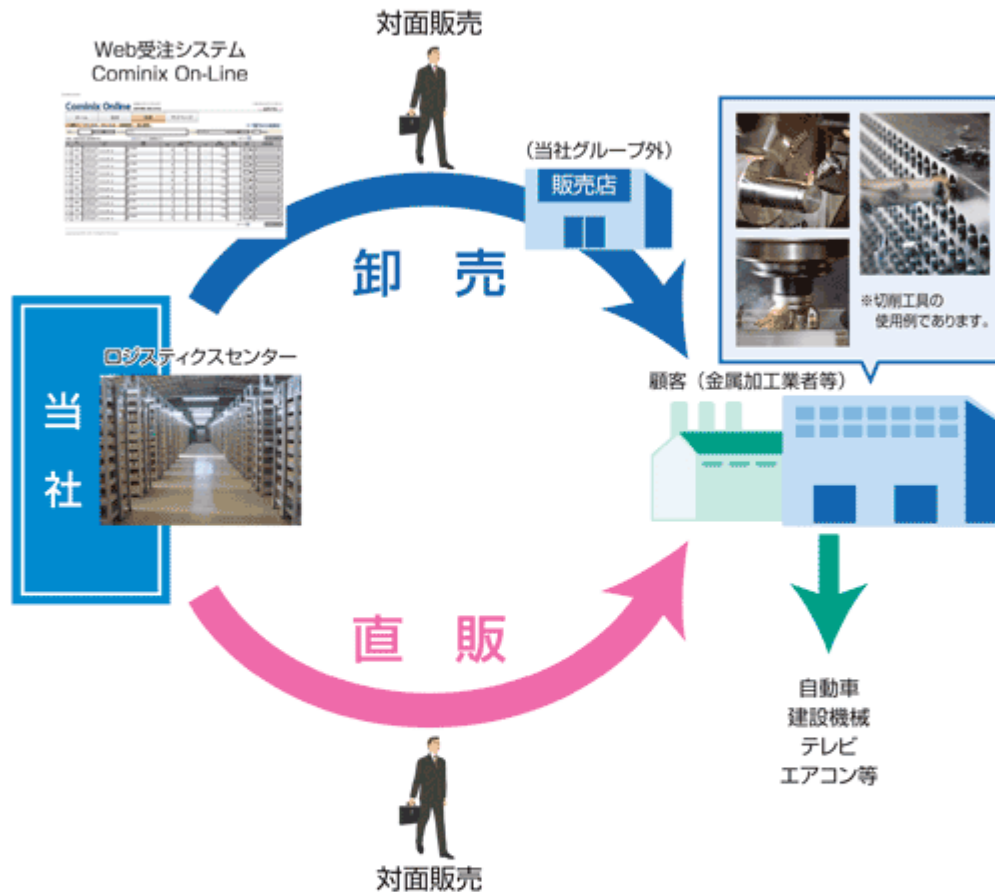 対面販売
Web受注システム
Cominix On-Line
Cominix Online
(当社グループ外)
販売店
卸売
※切削工具の
使用例であります。
ロジスティクスセンター
顧客(金属加工業者等)
当社
直販
自動車
建設機械
テレビ
エアコン等
対面販売